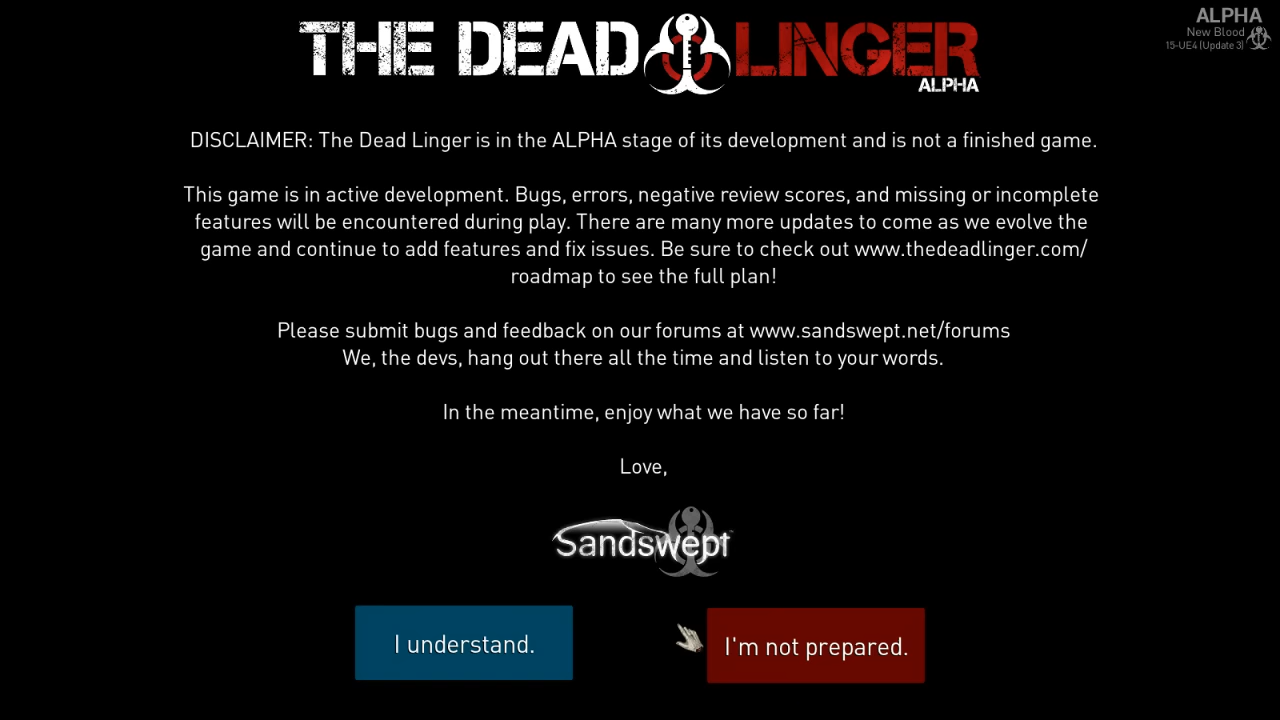 THE DEAD LINGER
ALPHA
ALPHA
New Blood
15-UE4 (Update 3)
DISCLAIMER: The Dead Linger is in the ALPHA stage of its development and is not a finished game.
This game is in active development. Bugs, errors, negative review scores, and missing or incomplete
features will be encountered during play. There are many more updates to come as we evolve the
game and continue to add features and fix issues. Be sure to check out www.thedeadlinger.com/
roadmap to see the full plan!
Please submit bugs and feedback on our forums at www.sandswept.net/forums
We, the devs, hang out there all the time and listen to your words.
In the meantime, enjoy what we have so far!
Love,
Sandswept
I understand.
I'm not prepared.